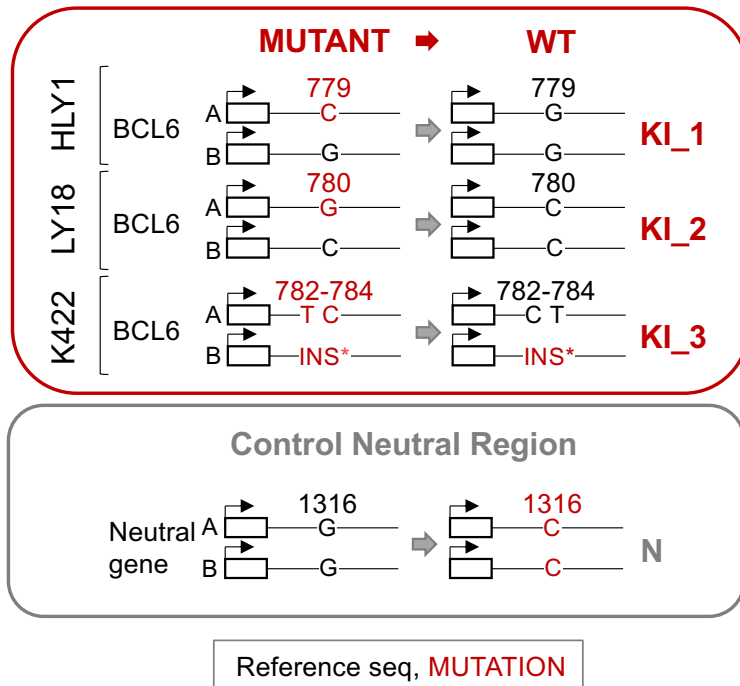 MUTANT WT
HLY1 BCL6 A 779 C 779 G KI_1
B G G
LY18 BCL6 A 780 G 780 C KI_2
B C C
K422 BCL6 A 782-784 T C 782-784 C T KI_3
B INS* INS*
Control Neutral Region
Neutral gene A 1316 G 1316 C N
B G C
Reference seq, MUTATION